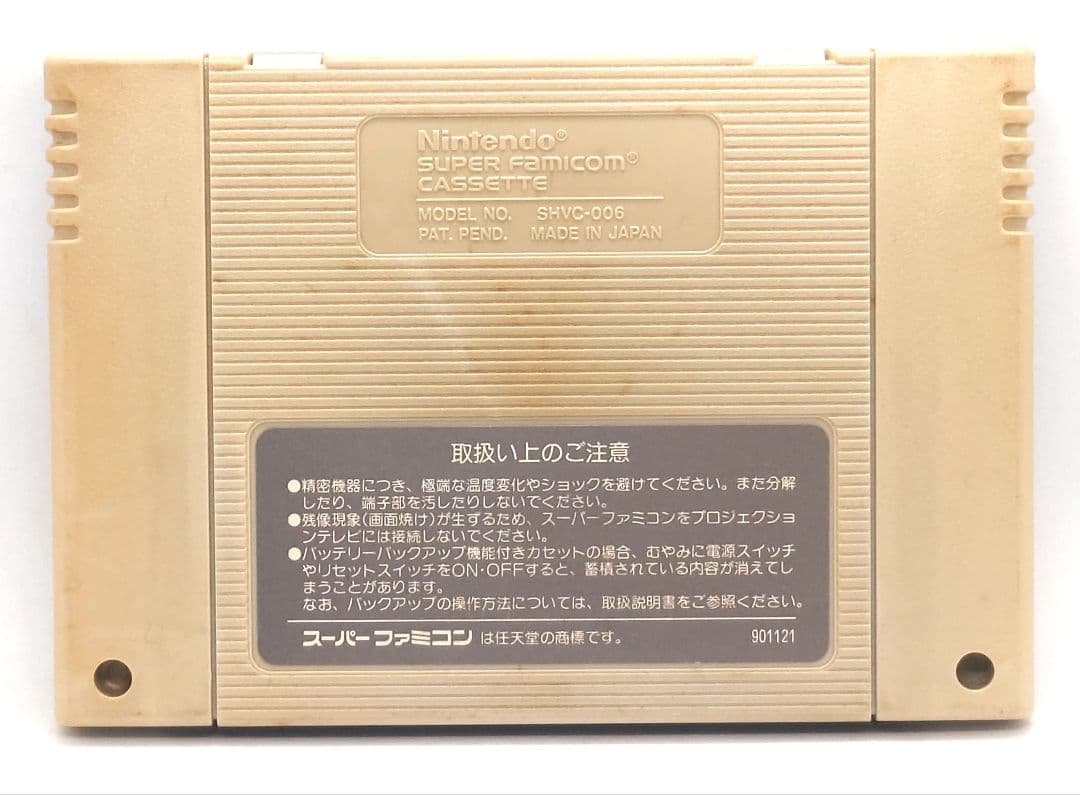 Nintendo®
SUPER FAMICOM®
CASSETTE
MODEL NO. SHVC-006
PAT. PEND. MADE IN JAPAN
取扱い上のご注意
●精密機器につき、極端な温度変化やショックを避けてください。また分解
したり、端子部を汚したりしないでください。
●残像現象(画面焼け)が生ずるため、スーパーファミコンをプロジェクショ
ンテレビには接続しないでください。
●バッテリーバックアップ機能付きカセットの場合、むやみに電源スイッチ
やリセットスイッチをON・OFFすると、蓄積されている内容が消えてし
まうことがあります。
なお、バックアップの操作方法については、取扱説明書をご参照ください。
スーパーファミコン は任天堂の商標です。 901121